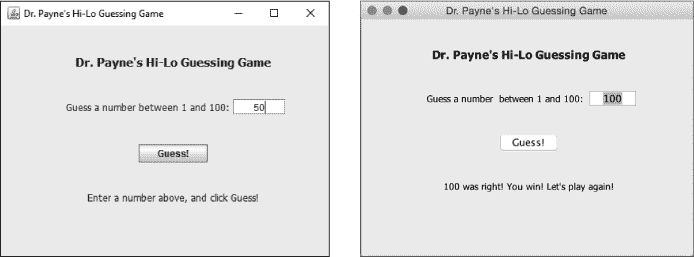 Dr. Payne's Hi-Lo Guessing Game
Dr. Payne's Hi-Lo Guessing Game
Guess a number between 1 and 100: 50
Guess!
Enter a number above, and click Guess!
Dr. Payne's Hi-Lo Guessing Game
Dr. Payne's Hi-Lo Guessing Game
Guess a number between 1 and 100: 100
Guess!
100 was right! You win! Let's play again!